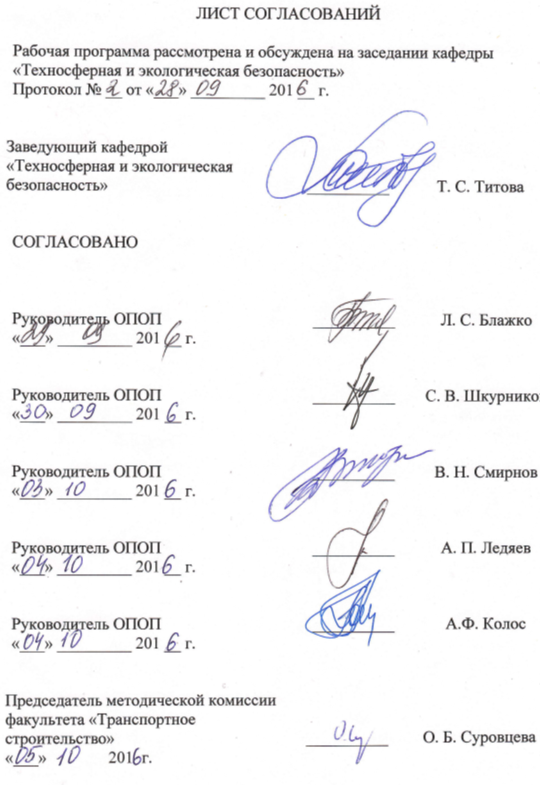 ЛИСТ СОГЛАСОВАНИЙ
Рабочая программа рассмотрена и обсуждена на заседании кафедры
«Техносферная и экологическая безопасность»
Протокол № 2 от «28» 09 2016 г.
Заведующий кафедрой
«Техносферная и экологическая
безопасность» Т. С. Титова
СОГЛАСОВАНО
Руководитель ОПОП Л. С. Блажко
«29» 09 2016 г.
Руководитель ОПОП С. В. Шкурнико
«30» 09 2016 г.
Руководитель ОПОП В. Н. Смирнов
«03» 10 2016 г.
Руководитель ОПОП А. П. Ледяев
«04» 10 2016 г.
Руководитель ОПОП А.Ф. Колос
«04» 10 2016 г.
Председатель методической комиссии
факультета «Транспортное
строительство» О. Б. Суровцева
«05» 10 2016г.